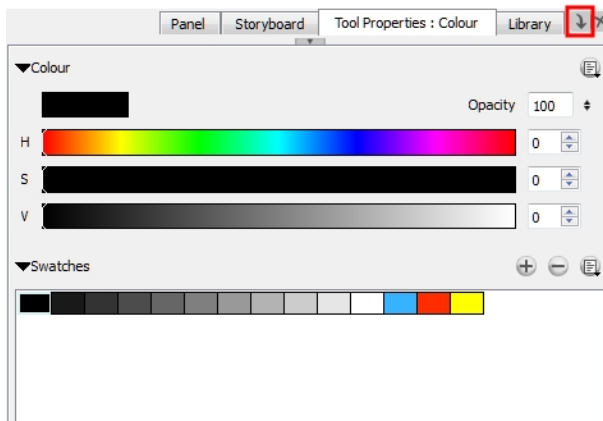 Panel Storyboard Tool Properties : Colour Library
Colour
Opacity 100
H 0
S 0
V 0
Swatches